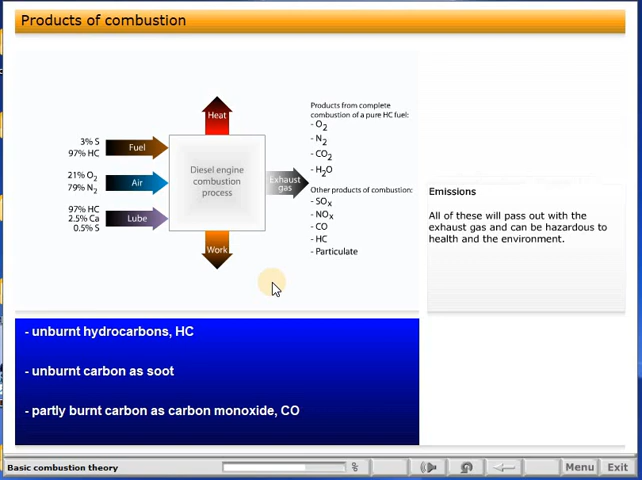 Products of combustion
Heat
3% S
97% HC
Fuel
21% O2
79% N2
Air
97% HC
2.5% Ca
0.5% S
Lube
Diesel engine
combustion
process
Exhaust
gas
Work
Products from complete
combustion of a pure HC fuel:
- O2
- N2
- CO2
- H2O
Other products of combustion:
- SOx
- NOx
- CO
- HC
- Particulate
Emissions
All of these will pass out with the
exhaust gas and can be hazardous to
health and the environment.
- unburnt hydrocarbons, HC
- unburnt carbon as soot
- partly burnt carbon as carbon monoxide, CO
Basic combustion theory
Menu
Exit